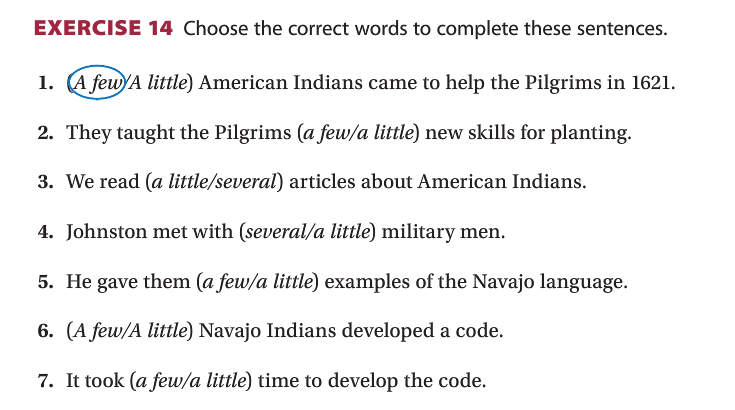 EXERCISE 14 Choose the correct words to complete these sentences.
1. (A few/A little) American Indians came to help the Pilgrims in 1621.
2. They taught the Pilgrims (a few/a little) new skills for planting.
3. We read (a little/several) articles about American Indians.
4. Johnston met with (several/a little) military men.
5. He gave them (a few/a little) examples of the Navajo language.
6. (A few/A little) Navajo Indians developed a code.
7. It took (a few/a little) time to develop the code.